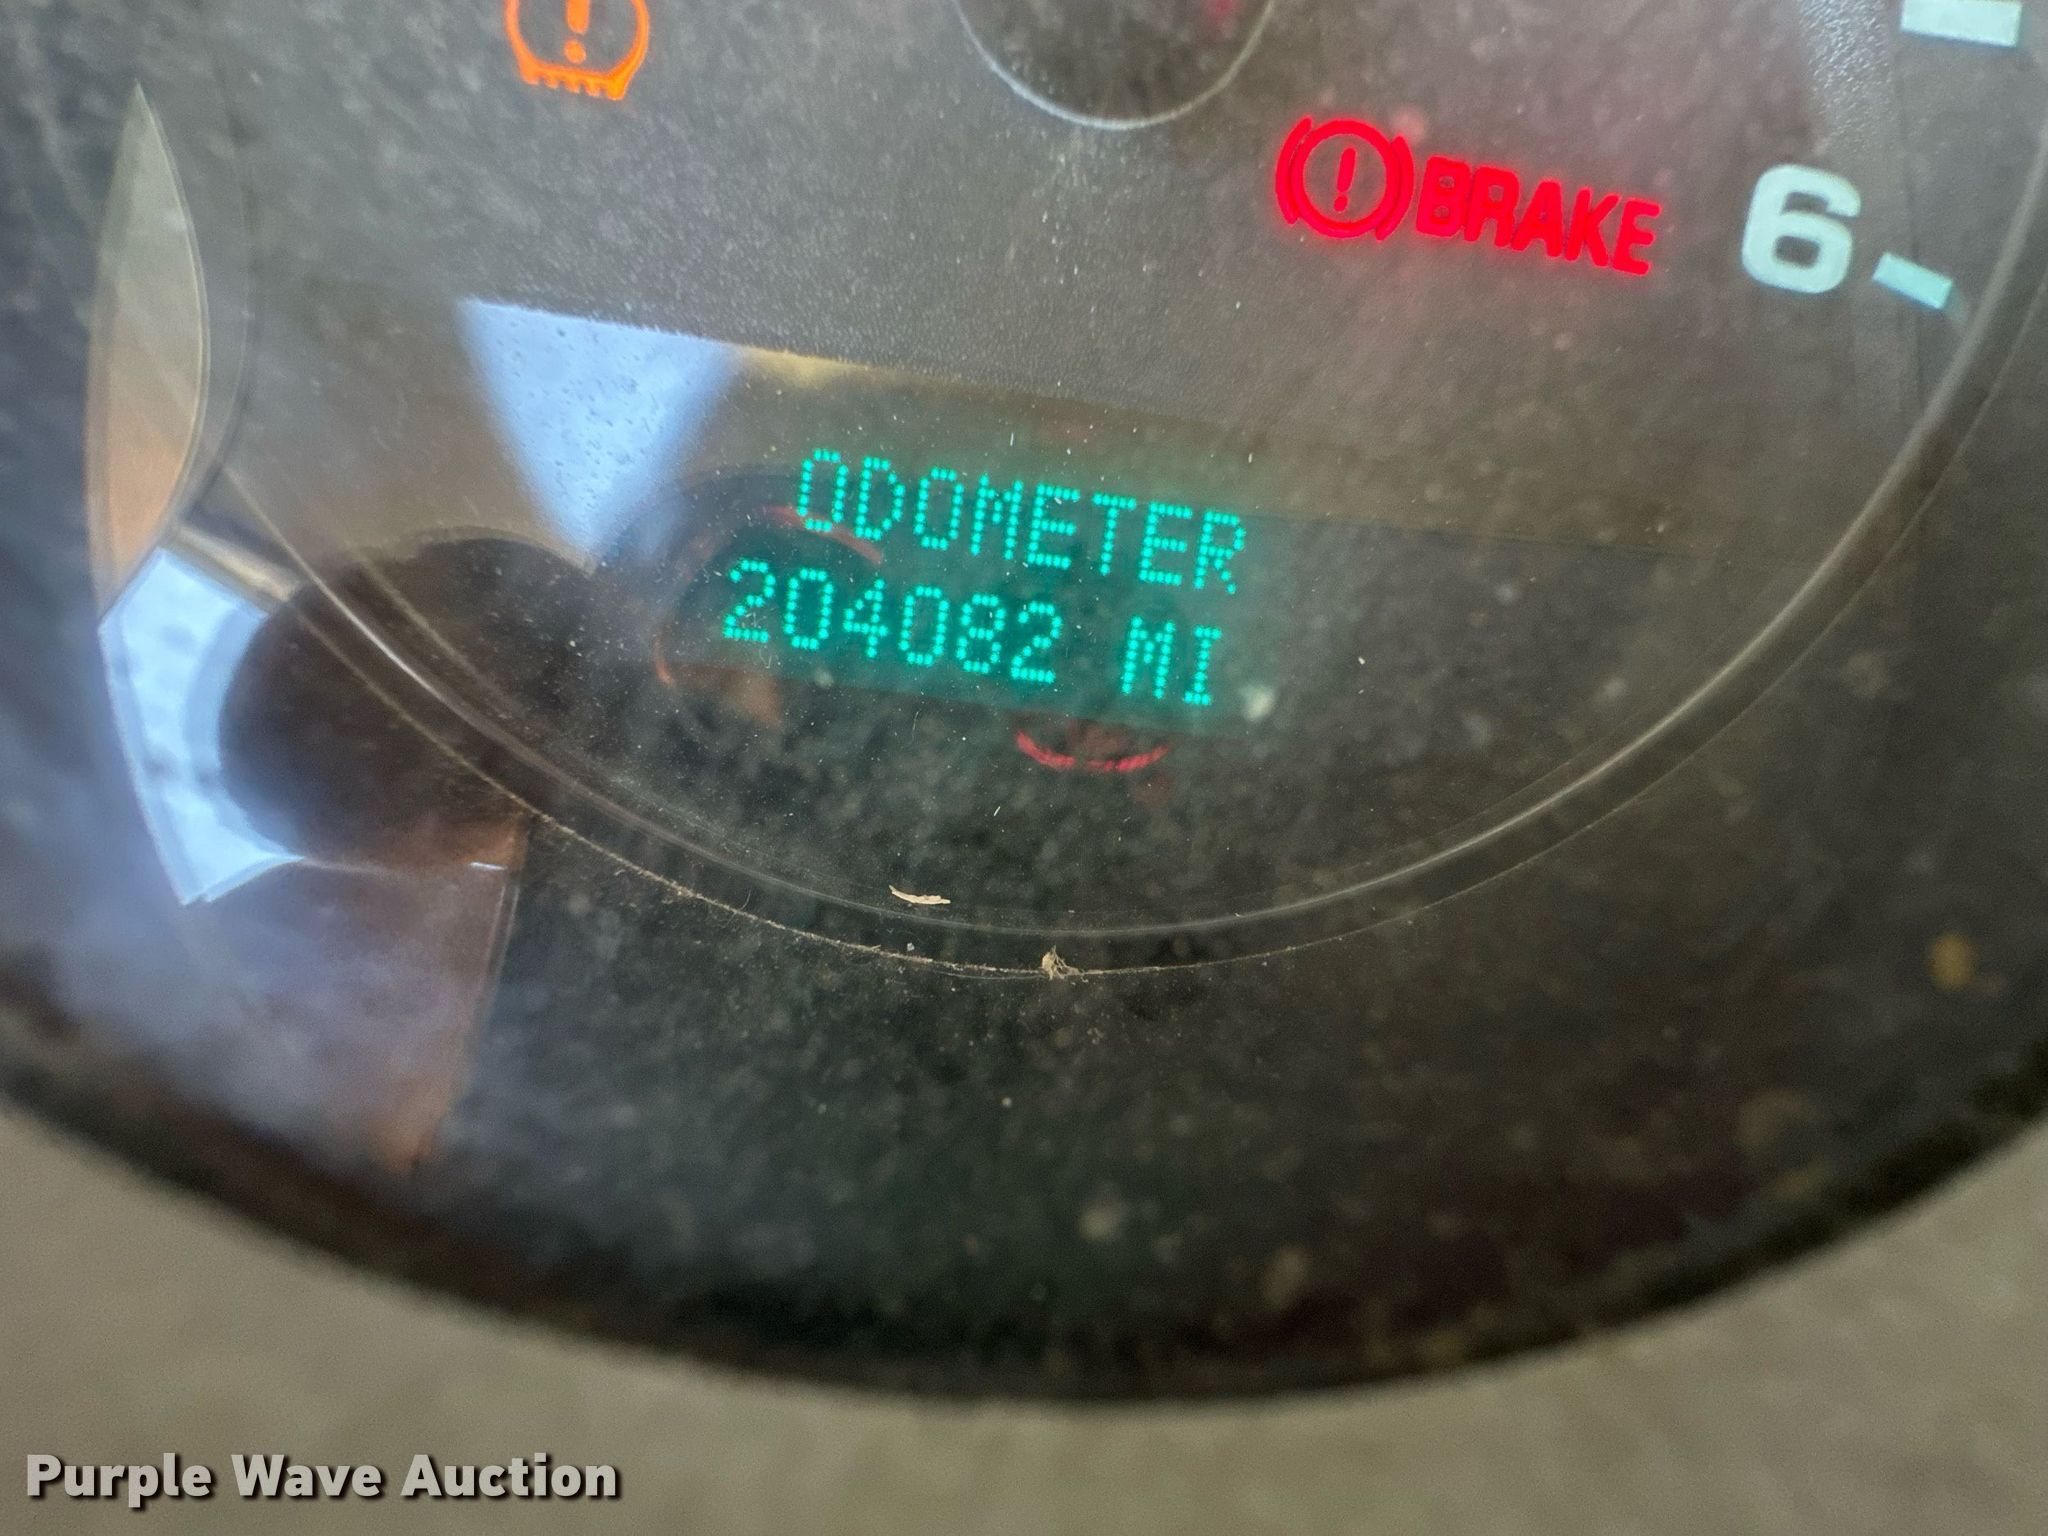 BRAKE
6
ODOMETER
204082 MI
Purple Wave Auction